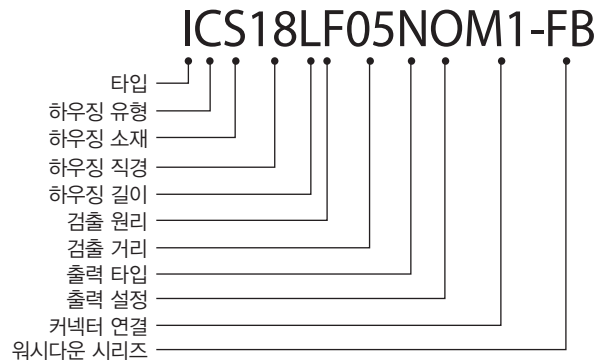 ICS18LF05NOM1-FB
타입
하우징 유형
하우징 소재
하우징 직경
하우징 길이
검출 원리
검출 거리
출력 타입
출력 설정
커넥터 연결
워시다운 시리즈